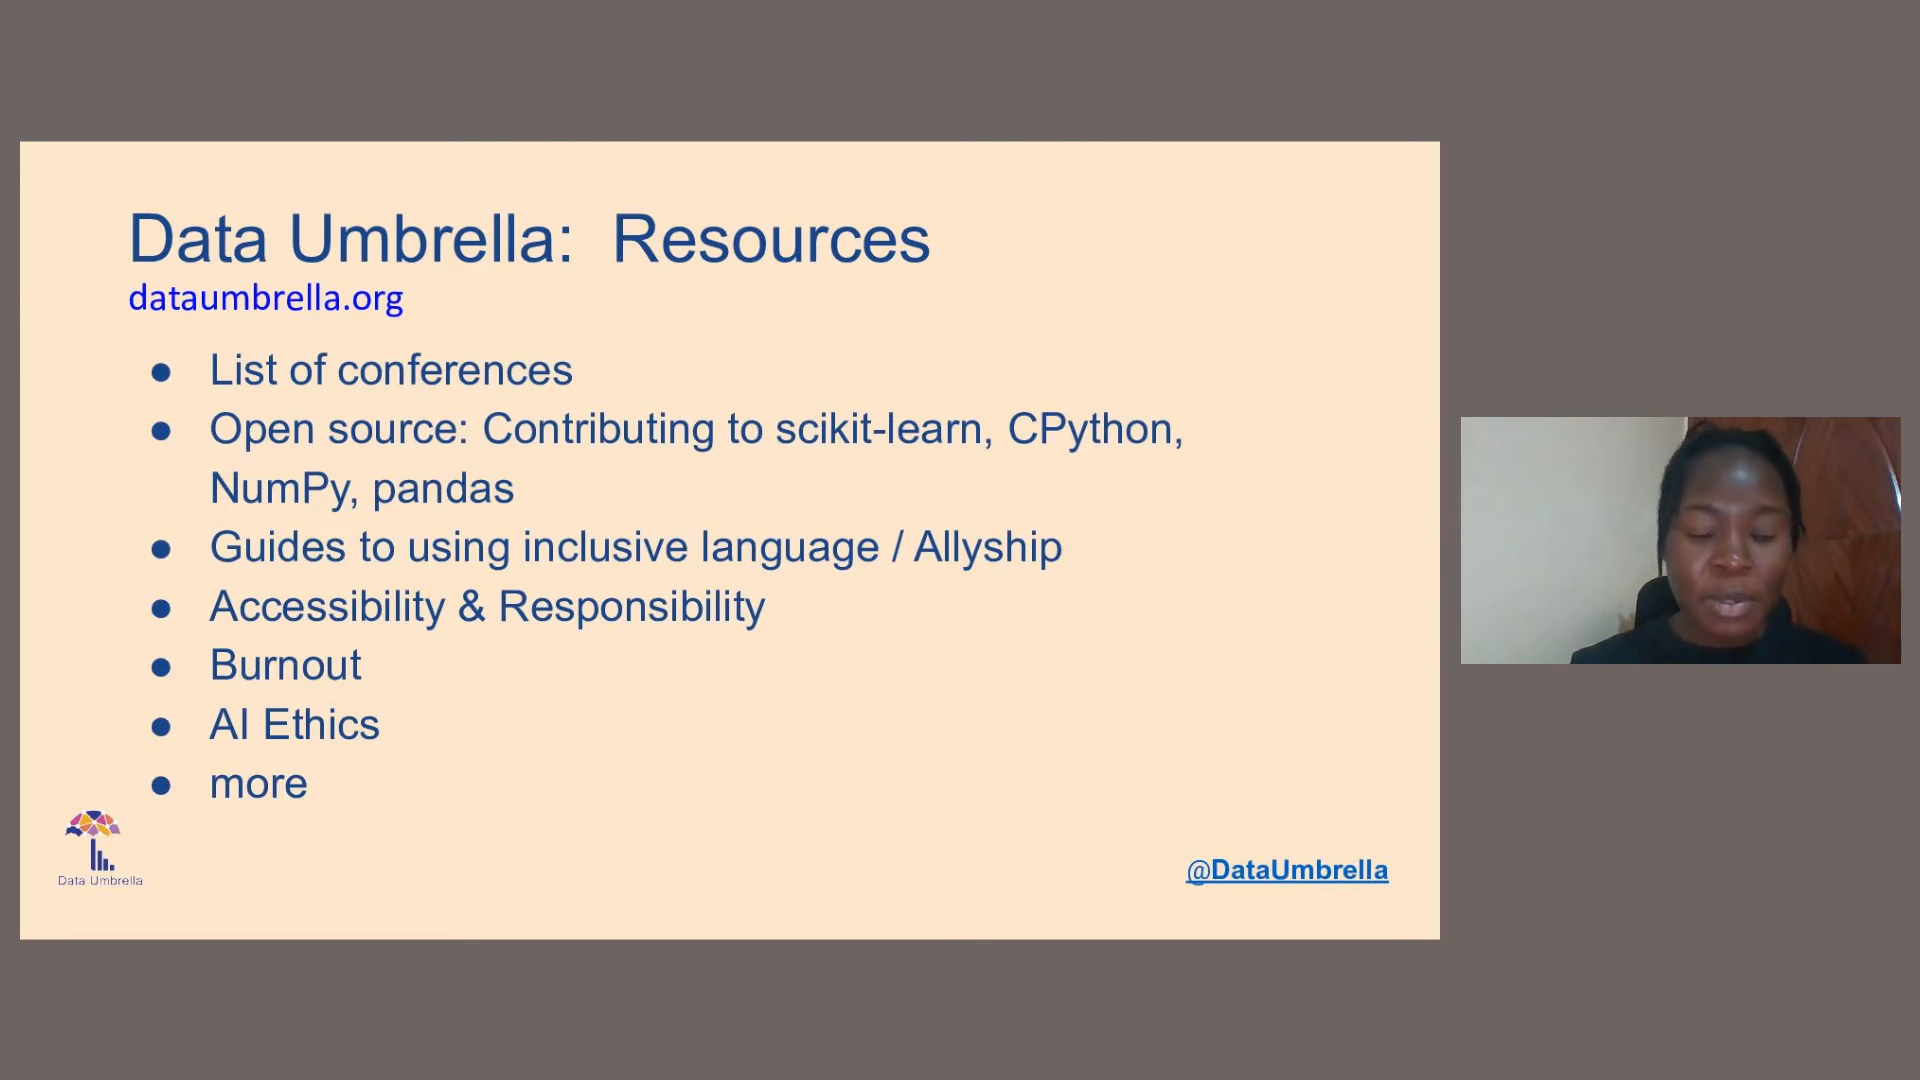 Data Umbrella:  Resources
dataumbrella.org
● List of conferences
● Open source: Contributing to scikit-learn, CPython,
NumPy, pandas
● Guides to using inclusive language / Allyship
● Accessibility & Responsibility
● Burnout
● AI Ethics
● more
Data Umbrella
@DataUmbrella